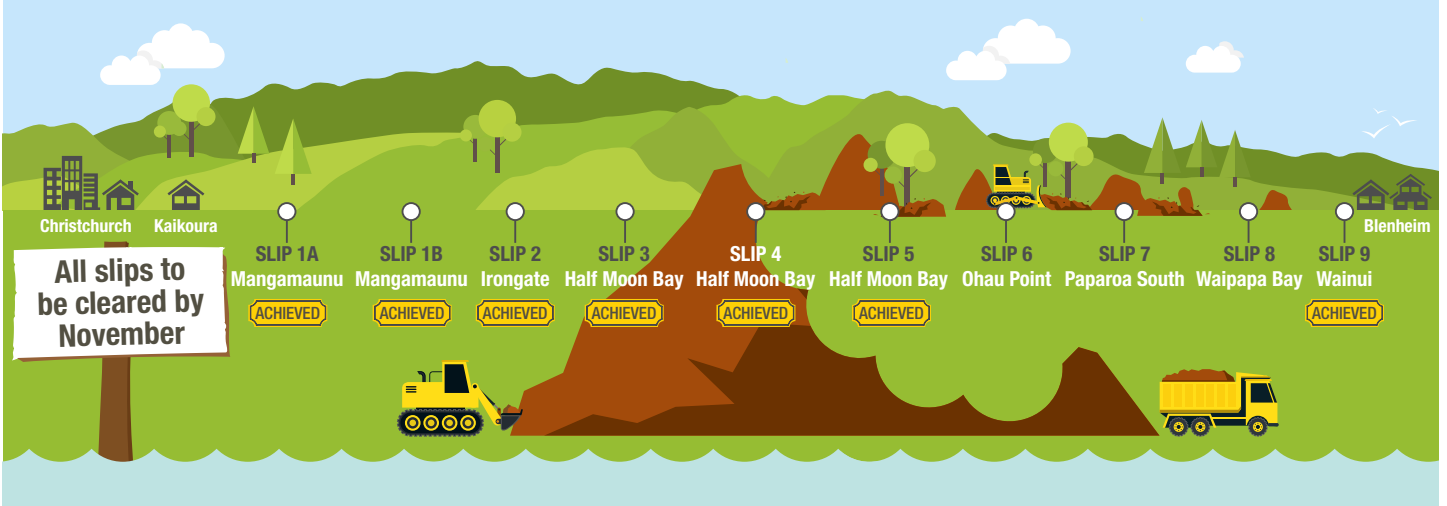 Christchurch
Kaikoura
Blenheim
All slips to
be cleared by
November
SLIP 1A
Mangamaunu
ACHIEVED
SLIP 1B
Mangamaunu
ACHIEVED
SLIP 2
Irongate
ACHIEVED
SLIP 3
Half Moon Bay
ACHIEVED
SLIP 4
Half Moon Bay
ACHIEVED
SLIP 5
Half Moon Bay
ACHIEVED
SLIP 6
Ohau Point
SLIP 7
Paparoa South
SLIP 8
Waipapa Bay
SLIP 9
Wainui
ACHIEVED